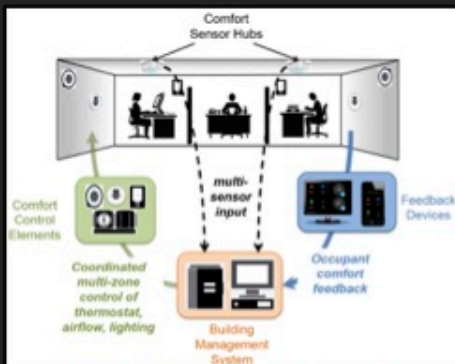 Comfort
Sensor Hubs
multi-
sensor
input
Comfort
Control
Elements
Feedback
Devices
Coordinated
multi-zone
control of
thermostat,
airflow, lighting
Occupant
comfort
feedback
Building
Management
System